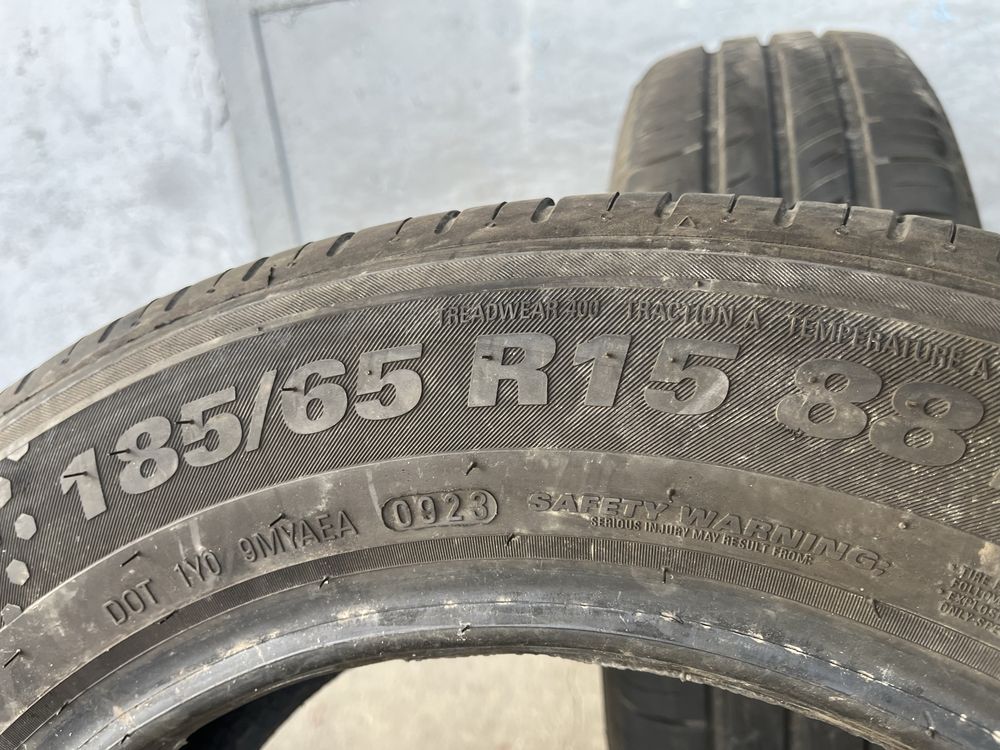 TREADWEAR 400 TRACTION A TEMPERATURE A
185/65 R15 88
DOT 1Y0 9MYAEA 0923
SAFETY WARNING;
SERIOUS INJURY MAY RESULT FROM: